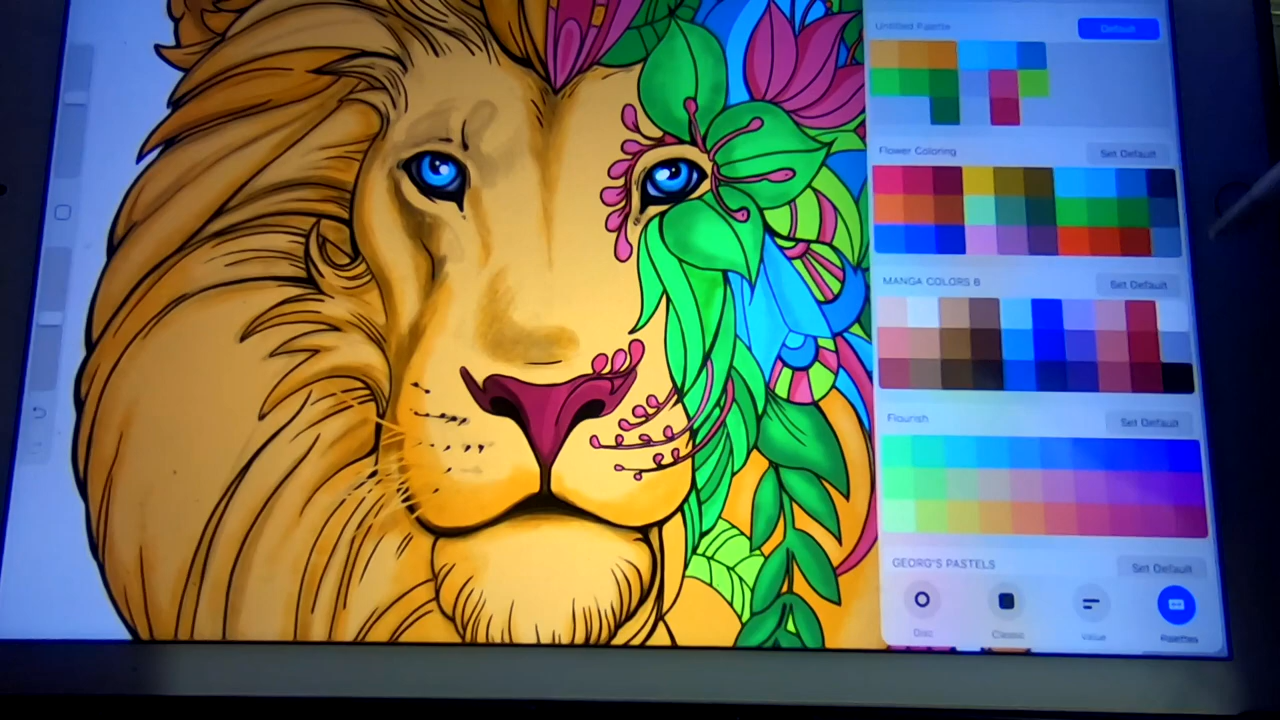 Untitled Palette
Default
Flower Coloring
Set Default
MANGA COLORS B
Set Default
Flourish
Set Default
GEORG'S PASTELS
Set Default
Disc
Classic
Value
Palettes